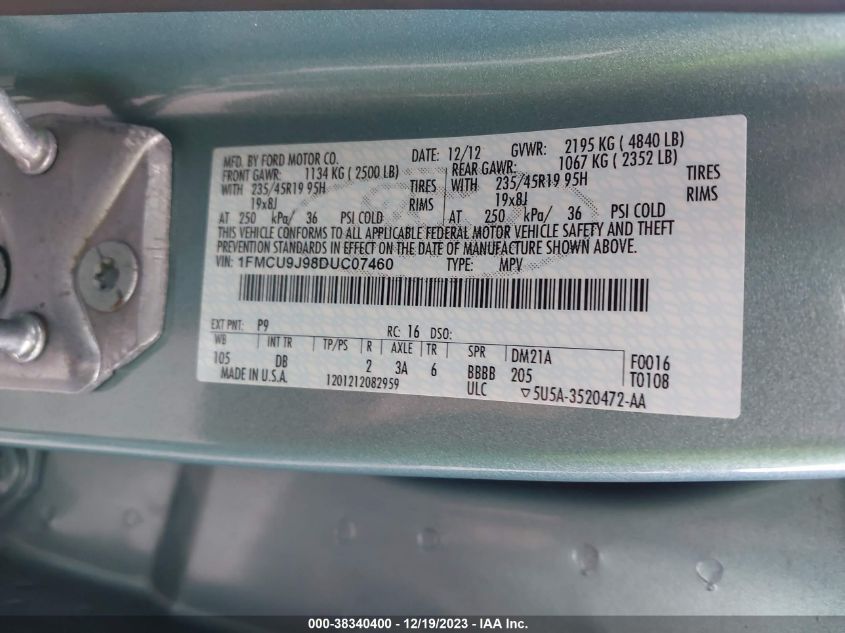 MFD. BY FORD MOTOR CO. DATE: 12/12 GVWR: 2195 KG ( 4840 LB)
FRONT GAWR: 1134 KG ( 2500 LB) REAR GAWR: 1067 KG ( 2352 LB)
WITH 235/45R19 95H TIRES WITH 235/45R19 95H TIRES
19x8J RIMS 19x8J RIMS
AT 250 kPa/ 36 PSI COLD AT 250 kPa/ 36 PSI COLD
THIS VEHICLE CONFORMS TO ALL APPLICABLE FEDERAL MOTOR VEHICLE SAFETY AND THEFT
PREVENTION STANDARDS IN EFFECT ON THE DATE OF MANUFACTURE SHOWN ABOVE.
VIN: 1FMCU9J98DUC07460 TYPE: MPV
EXT PNT: P9 RC: 16 DSO:
WB INT TR TP/PS R AXLE TR SPR DM21A F0016
105 DB 2 3A 6 BBBB 205 T0108
MADE IN U.S.A. 1201212082959 ULC ▽5U5A-3520472-AA
000-38340400 - 12/19/2023 - IAA Inc.